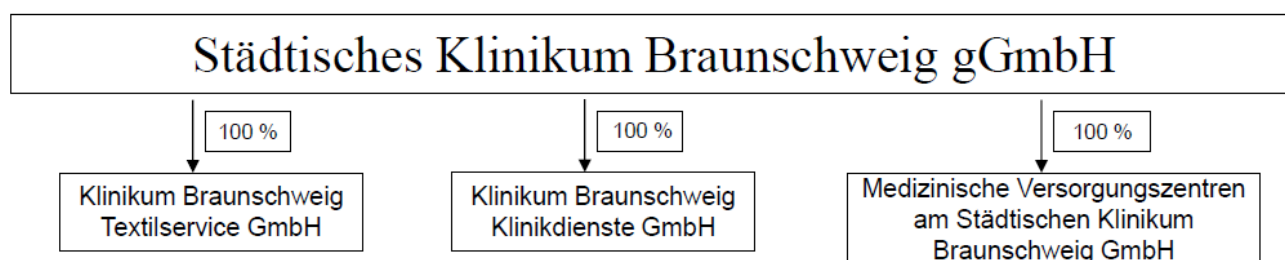 Städtisches Klinikum Braunschweig gGmbH
100 %
100 %
100 %
Klinikum Braunschweig
Textilservice GmbH
Klinikum Braunschweig
Klinikdienste GmbH
Medizinische Versorgungszentren
am Städtischen Klinikum
Braunschweig GmbH